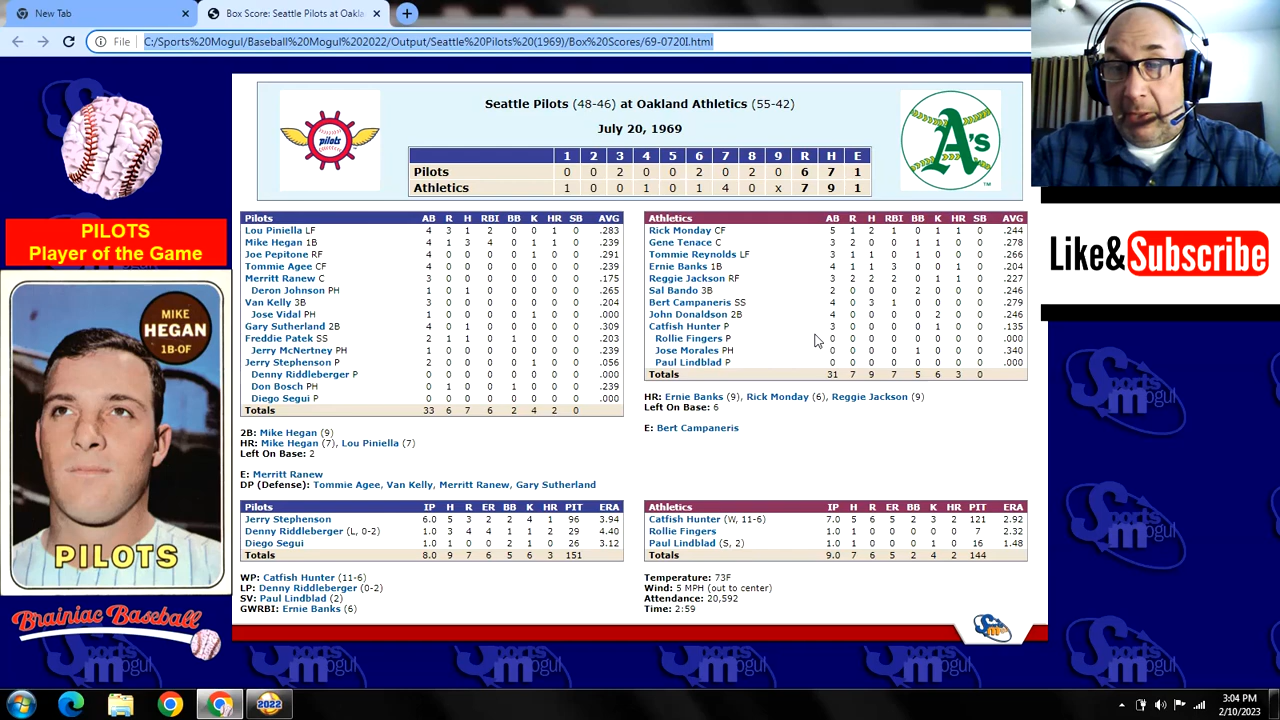 New Tab
Box Score: Seattle Pilots at Oakla
File
C:/Sports%20Mogul/Baseball%20Mogul%202022/Output/Seattle%20Pilots%20(1969)/Box%20Scores/69-0720I.html
Seattle Pilots (48-46) at Oakland Athletics (55-42)
July 20, 1969
pilots
A's
1 2 3 4 5 6 7 8 9 R H E
Pilots 0 0 2 0 0 2 0 2 0 6 7 1
Athletics 1 0 0 1 0 1 4 0 x 7 9 1
PILOTS
Player of the Game
MIKE
HEGAN
1B-OF
PILOTS
Brainiac Baseball
Pilots AB R H RBI BB K HR SB AVG
Lou Piniella LF 4 3 1 2 0 0 1 0 .283
Mike Hegan 1B 4 1 3 4 0 1 1 0 .239
Joe Pepitone RF 4 0 0 0 0 1 0 0 .291
Tommie Agee CF 4 0 0 0 0 0 0 0 .239
Merritt Ranew C 3 0 0 0 0 0 0 0 .175
Deron Johnson PH 1 0 1 0 0 0 0 0 .265
Van Kelly 3B 3 0 0 0 0 0 0 0 .204
Jose Vidal PH 1 0 0 0 0 1 0 0 .000
Gary Sutherland 2B 4 0 1 0 0 0 0 0 .309
Freddie Patek SS 2 1 1 0 1 0 0 0 .203
Jerry McNertney PH 1 0 0 0 0 0 0 0 .239
Jerry Stephenson P 2 0 0 0 0 1 0 0 .056
Denny Riddleberger P 0 0 0 0 0 0 0 0 .000
Don Bosch PH 0 1 0 0 1 0 0 0 .239
Diego Segui P 0 0 0 0 0 0 0 0 .000
Totals 33 6 7 6 2 4 2 0
2B: Mike Hegan (9)
HR: Mike Hegan (7), Lou Piniella (7)
Left On Base: 2
E: Merritt Ranew
DP (Defense): Tommie Agee, Van Kelly, Merritt Ranew, Gary Sutherland
Athletics AB R H RBI BB K HR SB AVG
Rick Monday CF 5 1 2 1 0 1 1 0 .244
Gene Tenace C 3 2 0 0 1 1 0 0 .278
Tommie Reynolds LF 3 1 1 0 1 0 0 0 .266
Ernie Banks 1B 4 1 1 3 0 0 1 0 .204
Reggie Jackson RF 3 2 2 2 0 1 1 0 .227
Sal Bando 3B 2 0 0 0 2 0 0 0 .246
Bert Campaneris SS 4 0 3 1 0 0 0 0 .279
John Donaldson 2B 4 0 0 0 0 2 0 0 .246
Catfish Hunter P 3 0 0 0 0 1 0 0 .135
Rollie Fingers P 0 0 0 0 0 0 0 0 .000
Jose Morales PH 0 0 0 0 1 0 0 0 .340
Paul Lindblad P 0 0 0 0 0 0 0 0 .000
Totals 31 7 9 7 5 6 3 0
HR: Ernie Banks (9), Rick Monday (6), Reggie Jackson (9)
Left On Base: 6
E: Bert Campaneris
Pilots IP H R ER BB K HR PIT ERA
Jerry Stephenson 6.0 5 3 2 2 4 1 96 3.94
Denny Riddleberger (L, 0-2) 1.0 3 4 4 1 1 2 29 4.40
Diego Segui 1.0 1 0 0 2 1 0 26 3.12
Totals 8.0 9 7 6 5 6 3 151
WP: Catfish Hunter (11-6)
LP: Denny Riddleberger (0-2)
SV: Paul Lindblad (2)
GWRBI: Ernie Banks (6)
Athletics IP H R ER BB K HR PIT ERA
Catfish Hunter (W, 11-6) 7.0 5 6 5 2 3 2 121 2.92
Rollie Fingers 1.0 1 0 0 0 0 0 7 2.32
Paul Lindblad (S, 2) 1.0 1 0 0 0 1 0 16 1.48
Totals 9.0 7 6 5 2 4 2 144
Temperature: 73F
Wind: 5 MPH (out to center)
Attendance: 20,592
Time: 2:59
Like& Subscribe
Sports Mogul
2022
3:04 PM
2/10/2023